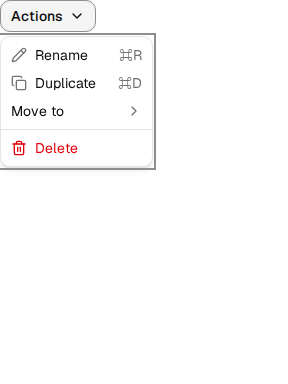 Actions
Rename ⌘R
Duplicate ⌘D
Move to
Delete